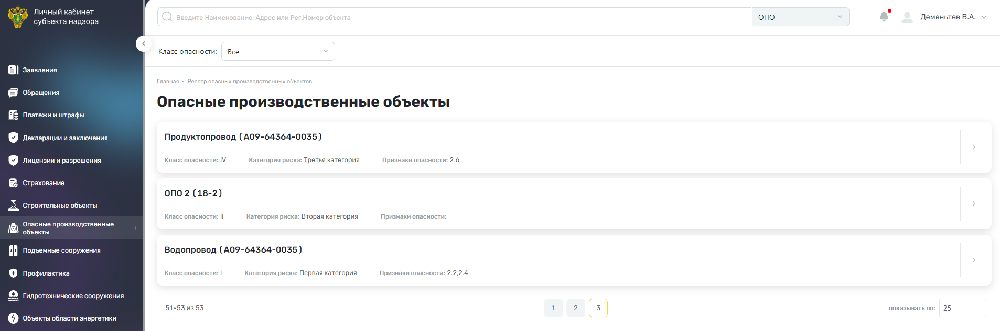 Личный кабинет
субъекта надзора
Введите Наименование, Адрес или Рег.Номер объекта
ОПО
Деменьтев В.А.
Класс опасности: Все
Заявления
Обращения
Платежи и штрафы
Декларации и заключения
Лицензии и разрешения
Страхование
Строительные объекты
Опасные производственные
объекты
Подъемные сооружения
Профилактика
Гидротехнические сооружения
Объекты области энергетики
Главная · Реестр опасных производственных объектов
Опасные производственные объекты
Продуктопровод (А09-64364-0035)
Класс опасности: IV Категория риска: Третья категория Признаки опасности: 2.6
ОПО 2 (18-2)
Класс опасности: II Категория риска: Вторая категория Признаки опасности:
Водопровод (А09-64364-0035)
Класс опасности: I Категория риска: Первая категория Признаки опасности: 2.2,2.4
51-53 из 53
1 2 3
показывать по: 25